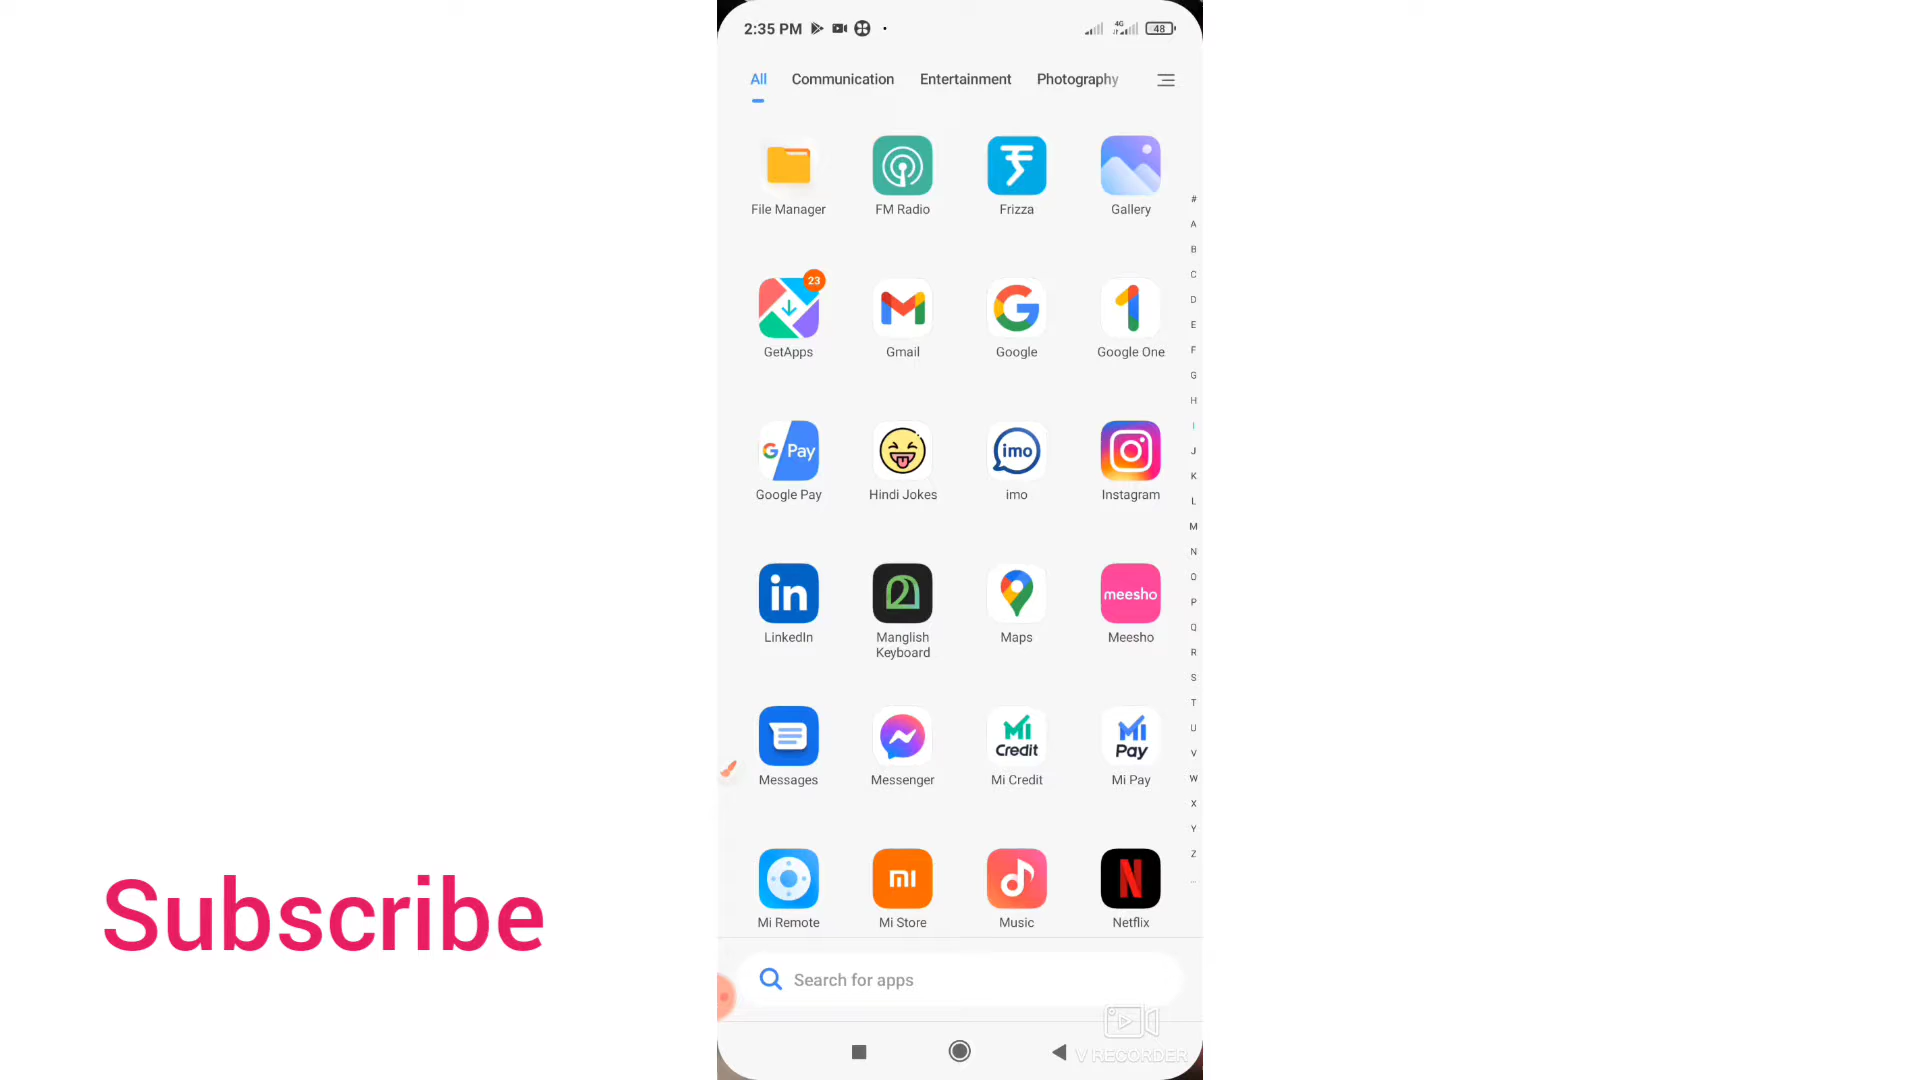 2:35 PM 4G 48
All Communication Entertainment Photography
File Manager FM Radio Frizza Gallery
23
GetApps Gmail Google Google One
G Pay imo
Google Pay Hindi Jokes imo Instagram
in മ meesho
LinkedIn Manglish Keyboard Maps Meesho
Mi Credit Mi Pay
Messages Messenger Mi Credit Mi Pay
mi N
Mi Remote Mi Store Music Netflix
#
A
B
C
D
E
F
G
H
I
J
K
L
M
N
O
P
Q
R
S
T
U
V
W
X
Y
Z
...
Search for apps
V RECORDER
Subscribe